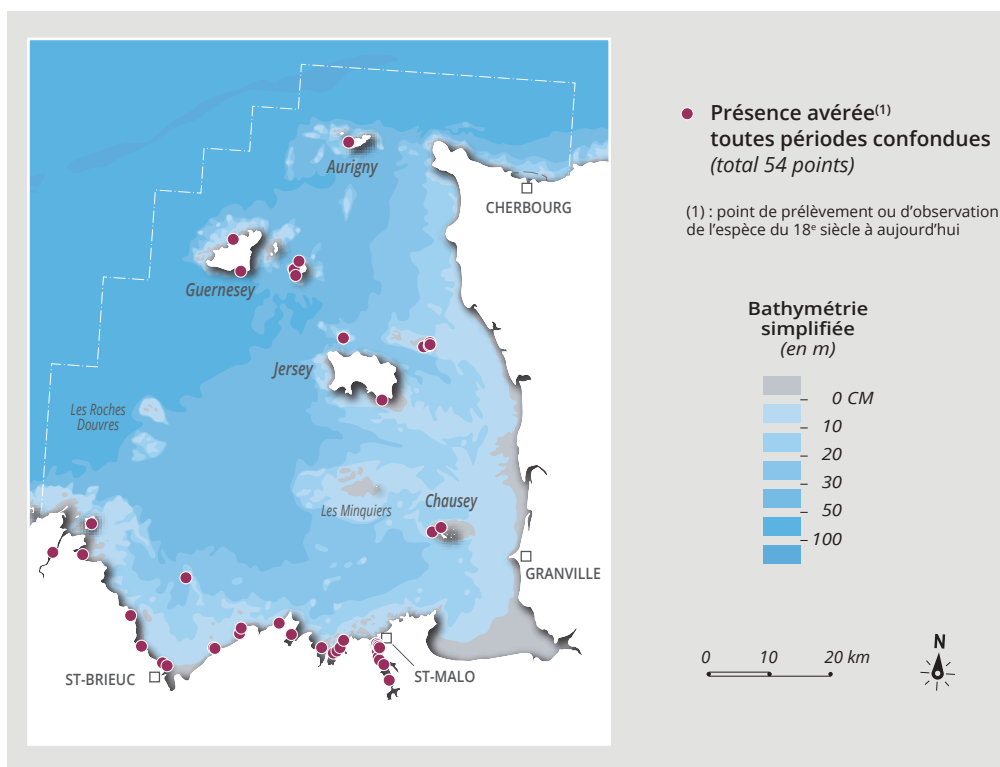 Aurigny
CHERBOURG
Guernesey
Jersey
Les Roches
Douvres
Les Minquiers
Chausey
GRANVILLE
ST-BRIEUC
ST-MALO
Présence avérée(1)
toutes périodes confondues
(total 54 points)
(1) : point de prélèvement ou d'observation
de l'espèce du 18e siècle à aujourd'hui
Bathymétrie
simplifiée
(en m)
0 CM
10
20
30
50
100
0 10 20 km
N